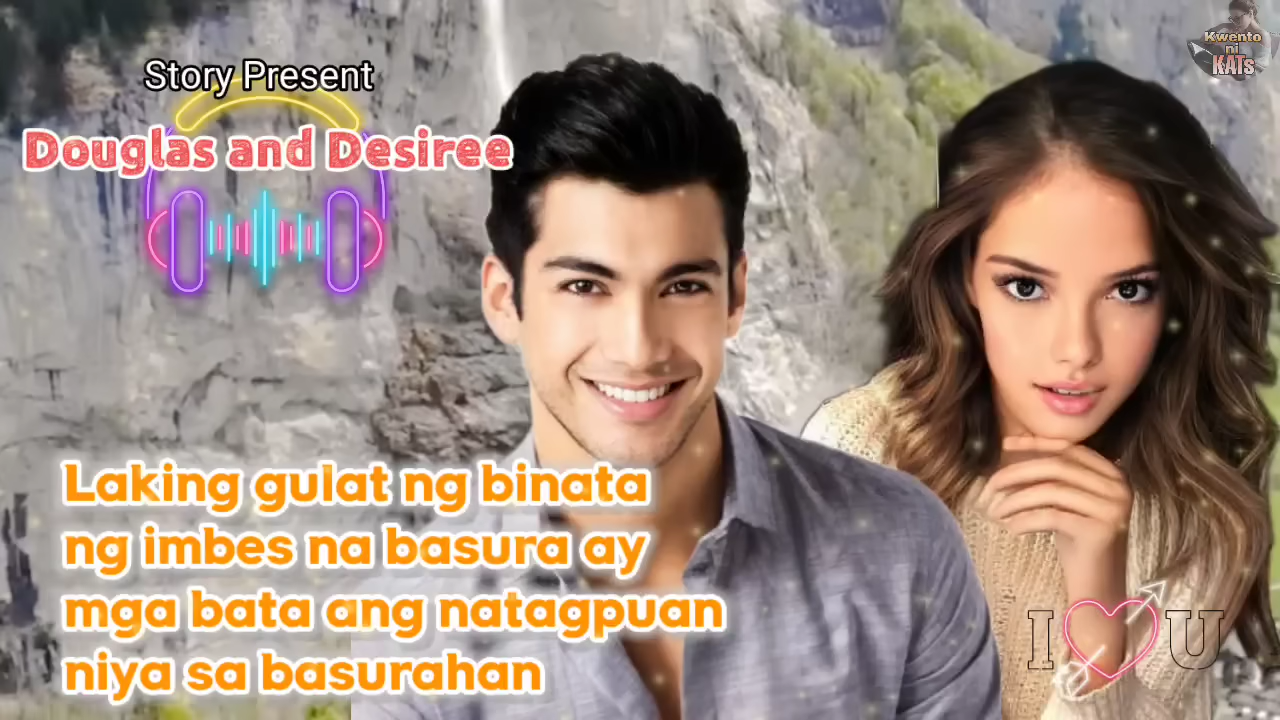 Story Present
Douglas and Desiree
Kwento
ni
KATs
Laking gulat ng binata
ng imbes na basura ay
mga bata ang natagpuan
niya sa basurahan
I U